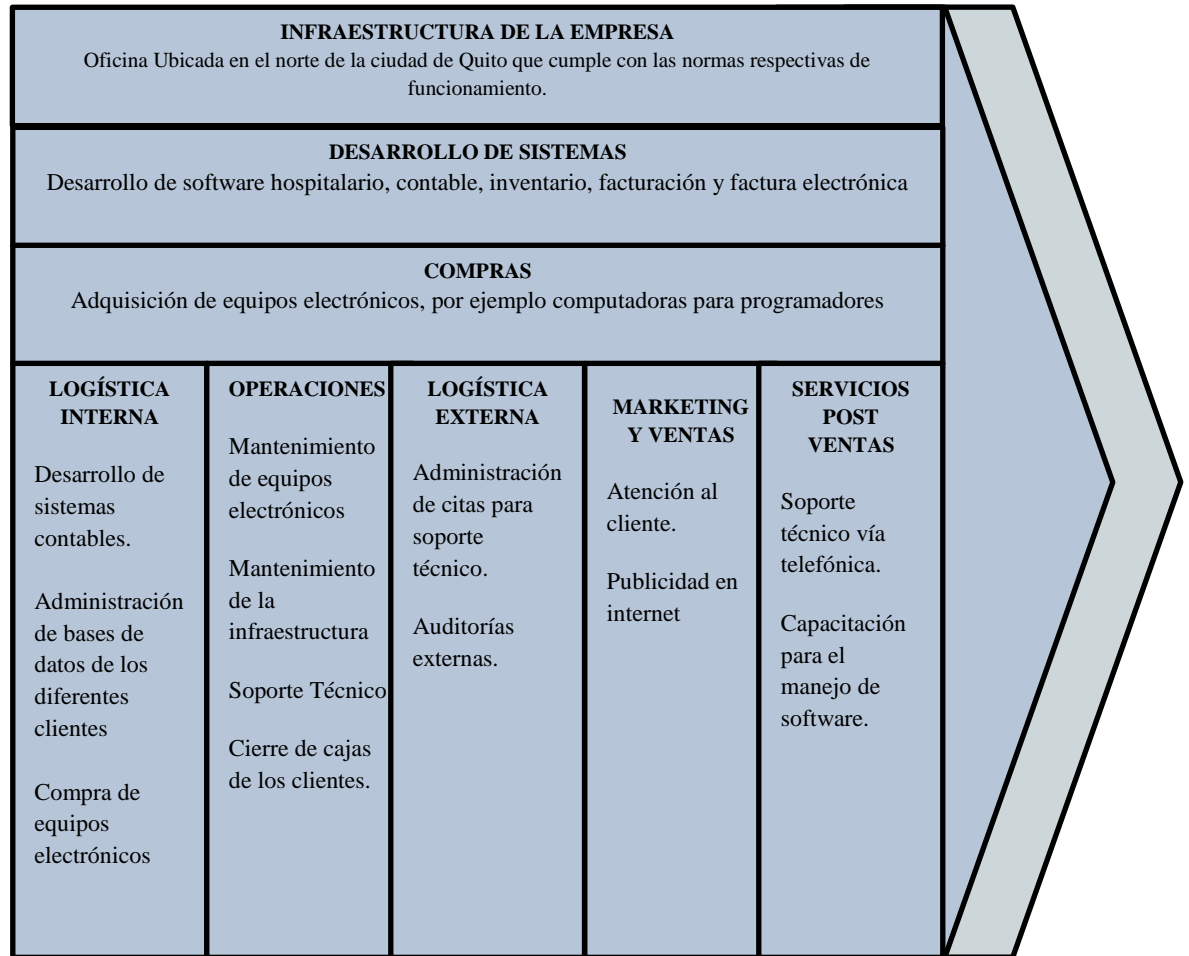 INFRAESTRUCTURA DE LA EMPRESA
Oficina Ubicada en el norte de la ciudad de Quito que cumple con las normas respectivas de
funcionamiento.
DESARROLLO DE SISTEMAS
Desarrollo de software hospitalario, contable, inventario, facturación y factura electrónica
COMPRAS
Adquisición de equipos electrónicos, por ejemplo computadoras para programadores
LOGÍSTICA
INTERNA
Desarrollo de
sistemas
contables.
Administración
de bases de
datos de los
diferentes
clientes
Compra de
equipos
electrónicos
OPERACIONES
Mantenimiento
de equipos
electrónicos
Mantenimiento
de la
infraestructura
Soporte Técnico
Cierre de cajas
de los clientes.
LOGÍSTICA
EXTERNA
Administración
de citas para
soporte
técnico.
Auditorías
externas.
MARKETING
Y VENTAS
Atención al
cliente.
Publicidad en
internet
SERVICIOS
POST
VENTAS
Soporte
técnico vía
telefónica.
Capacitación
para el
manejo de
software.